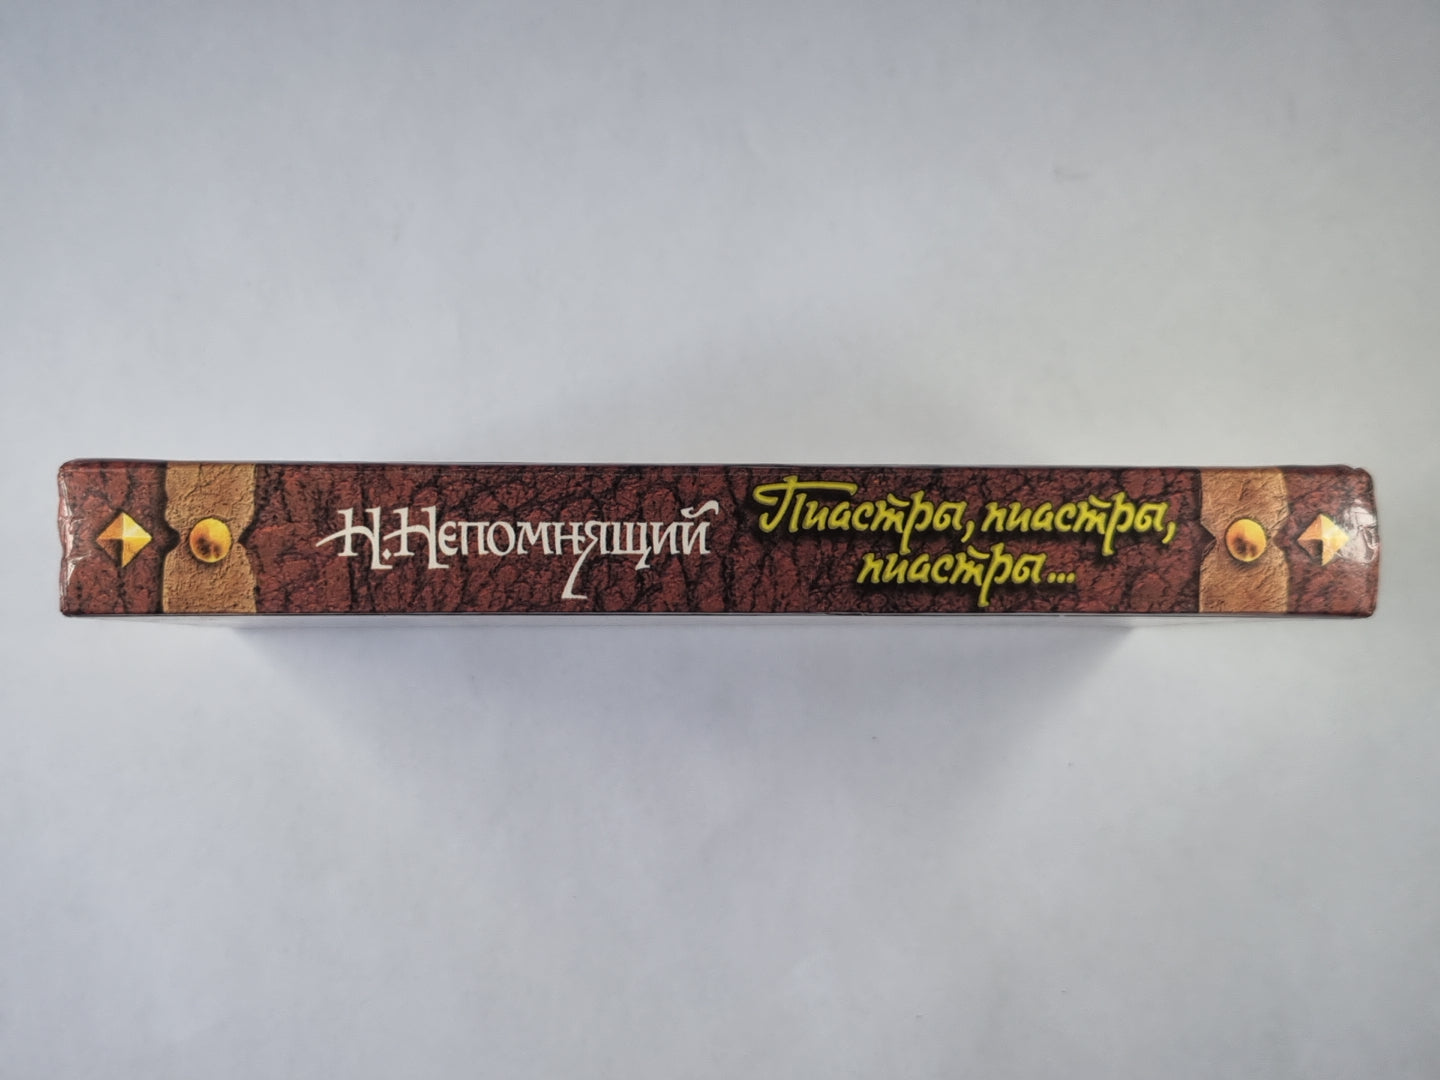 Н. Непомнящий
Пиастры, пиастры,
пиастры...